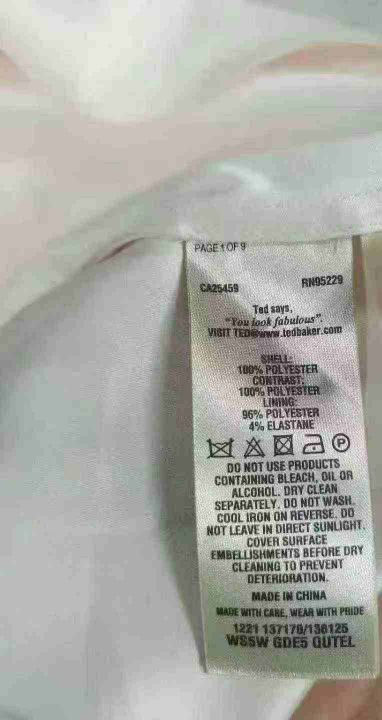 PAGE 1 OF 9
CA25459 RN95229
Ted says,
"You look fabulous".
VISIT TED@www.tedbaker.com
SHELL:
100% POLYESTER
CONTRAST:
100% POLYESTER
LINING:
96% POLYESTER
4% ELASTANE
P
DO NOT USE PRODUCTS
CONTAINING BLEACH, OIL OR
ALCOHOL. DRY CLEAN
SEPARATELY. DO NOT WASH.
COOL IRON ON REVERSE. DO
NOT LEAVE IN DIRECT SUNLIGHT.
COVER SURFACE
EMBELLISHMENTS BEFORE DRY
CLEANING TO PREVENT
DETERIORATION.
MADE IN CHINA
MADE WITH CARE, WEAR WITH PRIDE
1221 137179/136125
WS5W GDE5 QUTEL